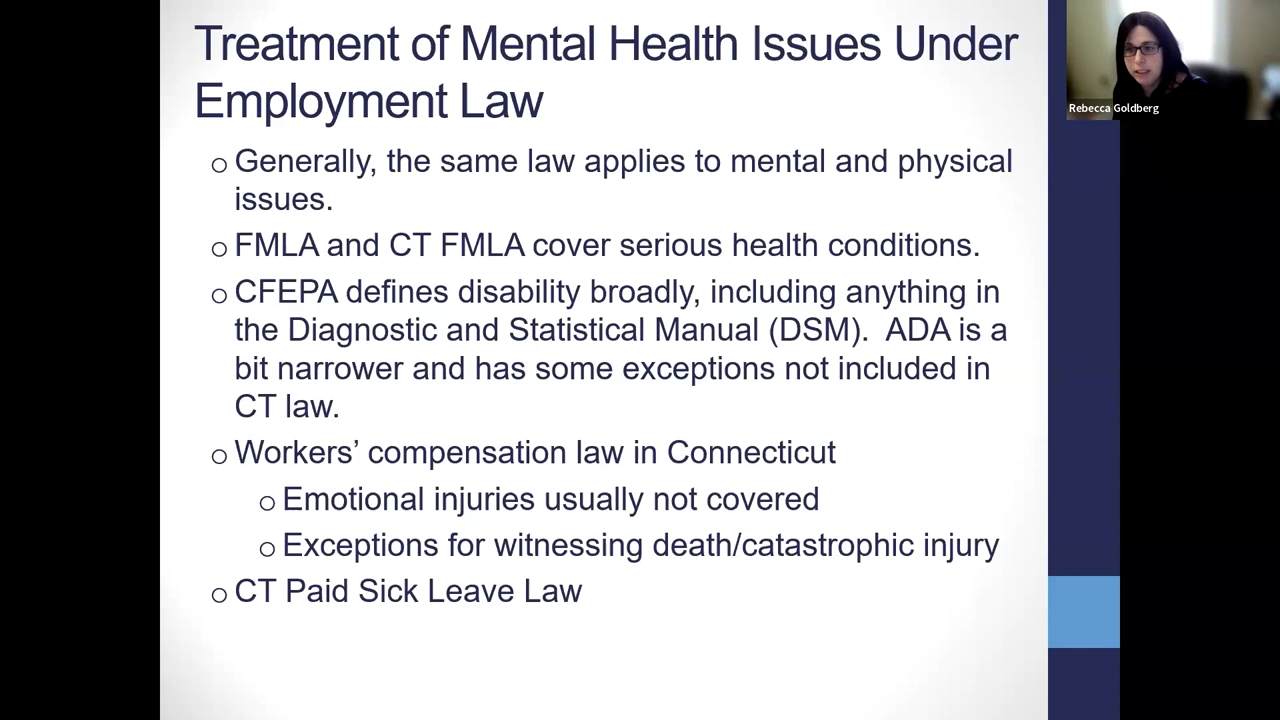 Treatment of Mental Health Issues Under
Employment Law
o Generally, the same law applies to mental and physical
issues.
o FMLA and CT FMLA cover serious health conditions.
o CFEPA defines disability broadly, including anything in
the Diagnostic and Statistical Manual (DSM).  ADA is a
bit narrower and has some exceptions not included in
CT law.
o Workers’ compensation law in Connecticut
o Emotional injuries usually not covered
o Exceptions for witnessing death/catastrophic injury
o CT Paid Sick Leave Law
Rebecca Goldberg